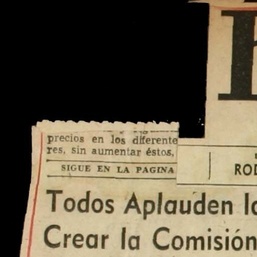 precios en los diferente
res, sin aumentar éstos,
SIGUE EN LA PAGINA
ROD
Todos Aplauden la
Crear la Comisión